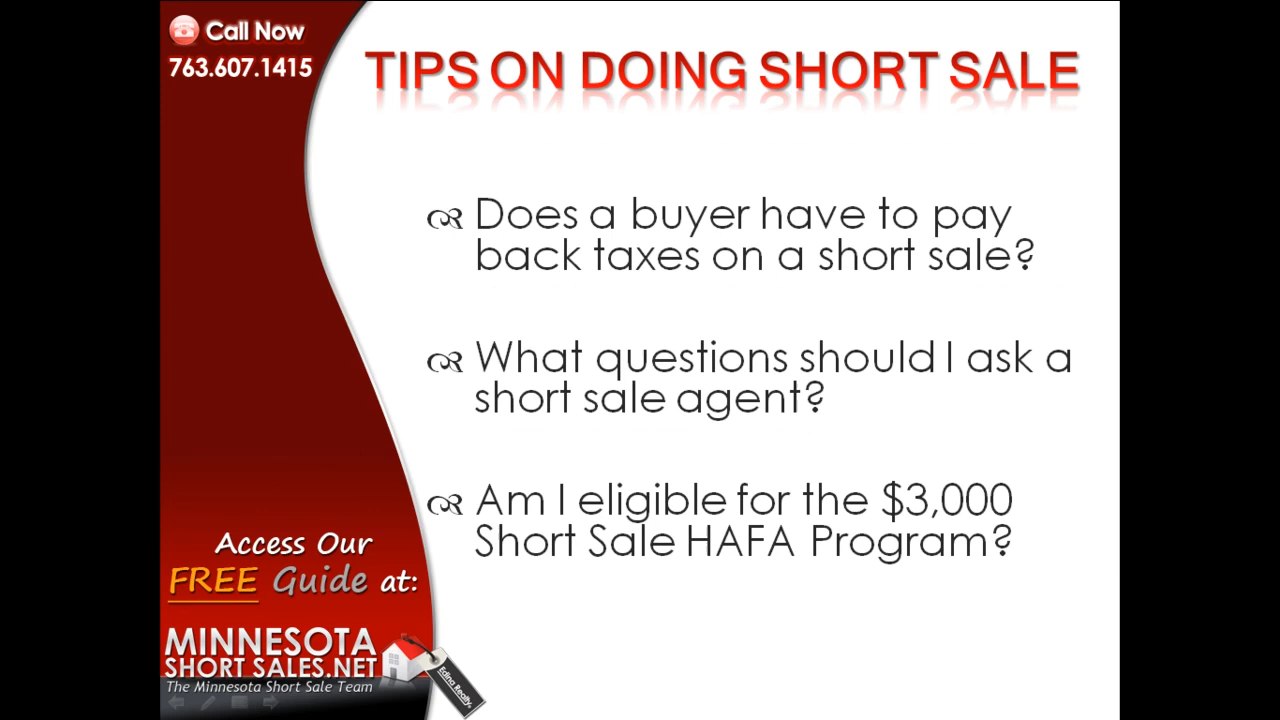 Call Now
763.607.1415
TIPS ON DOING SHORT SALE
Does a buyer have to pay
back taxes on a short sale?
What questions should I ask a
short sale agent?
Am I eligible for the $3,000
Short Sale HAFA Program?
Access Our
FREE Guide at:
MINNESOTA
SHORT SALES.NET
The Minnesota Short Sale Team
Edina Realty.